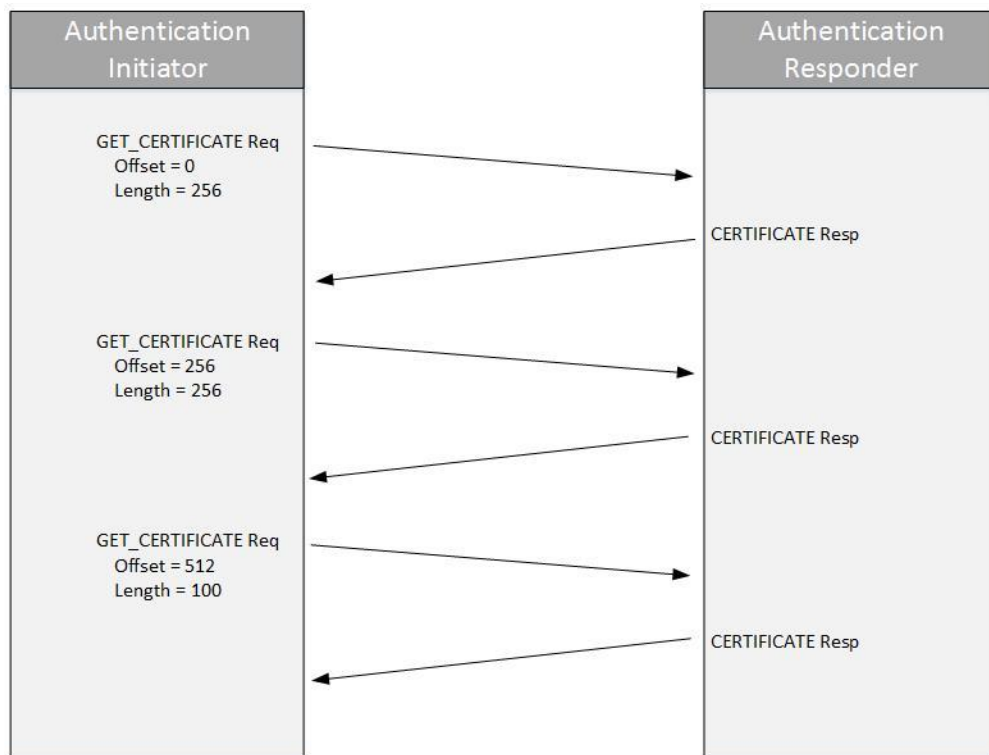 Authentication
Initiator
Authentication
Responder
GET_CERTIFICATE Req
Offset = 0
Length = 256
CERTIFICATE Resp
GET_CERTIFICATE Req
Offset = 256
Length = 256
CERTIFICATE Resp
GET_CERTIFICATE Req
Offset = 512
Length = 100
CERTIFICATE Resp